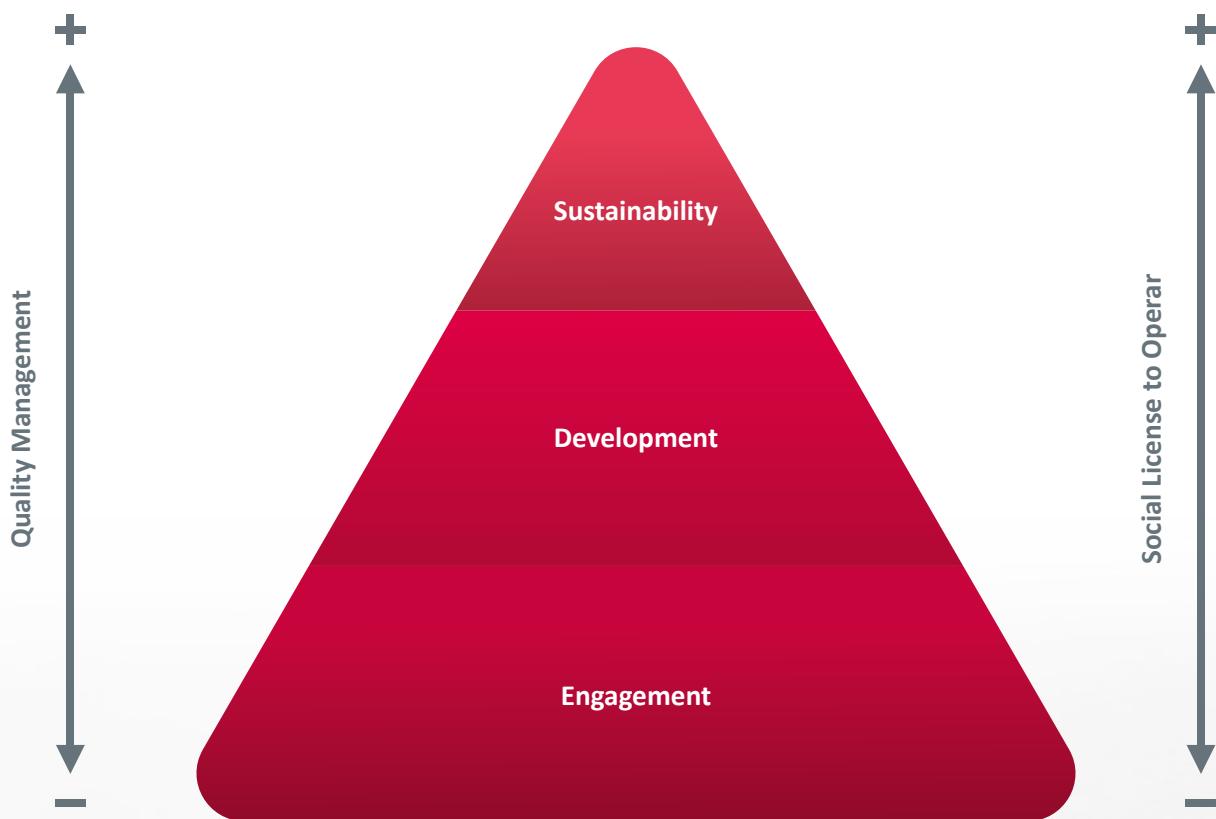 +
+
Sustainability
Quality Management
Social License to Operar
Development
Engagement
−
−